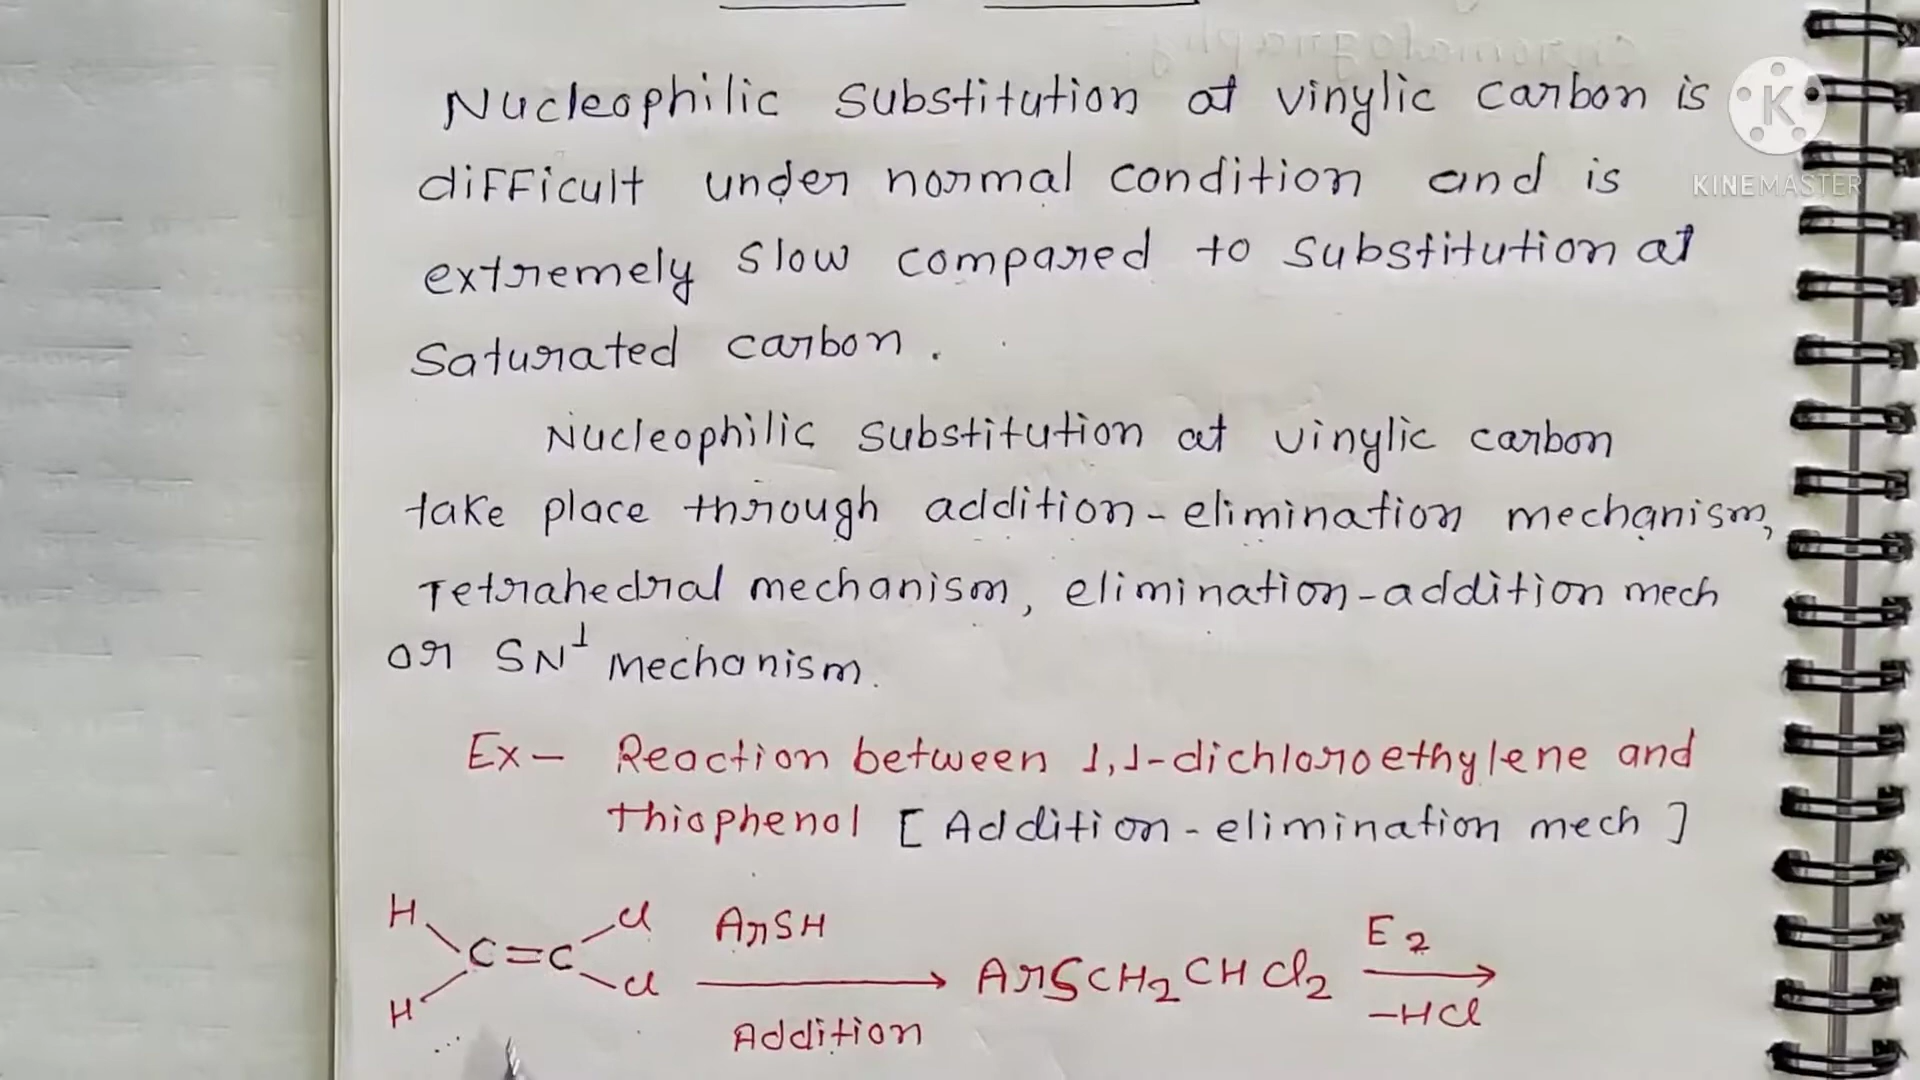 Nucleophilic substitution at vinylic carbon is
difficult under normal condition and is
extremely slow compared to substitution at
saturated carbon.
Nucleophilic substitution at vinylic carbon
take place through addition-elimination mechanism,
Tetrahedral mechanism, elimination-addition mech
or SN¹ mechanism.
Ex- Reaction between 1,1-dichloroethylene and
thiophenol [Addition-elimination mech]
H H C=C Cl Cl ArSH Addition ArSCH₂CHCl₂ E₂ -HCl
K
KINEMASTER